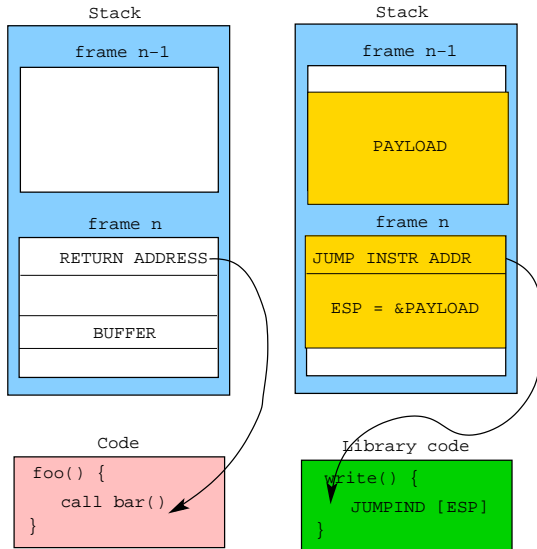 Stack
frame n-1
frame n
RETURN ADDRESS
BUFFER
Code
foo() {
call bar()
}
Stack
frame n-1
PAYLOAD
frame n
JUMP INSTR ADDR
ESP = &PAYLOAD
Library code
write() {
JUMPIND [ESP]
}